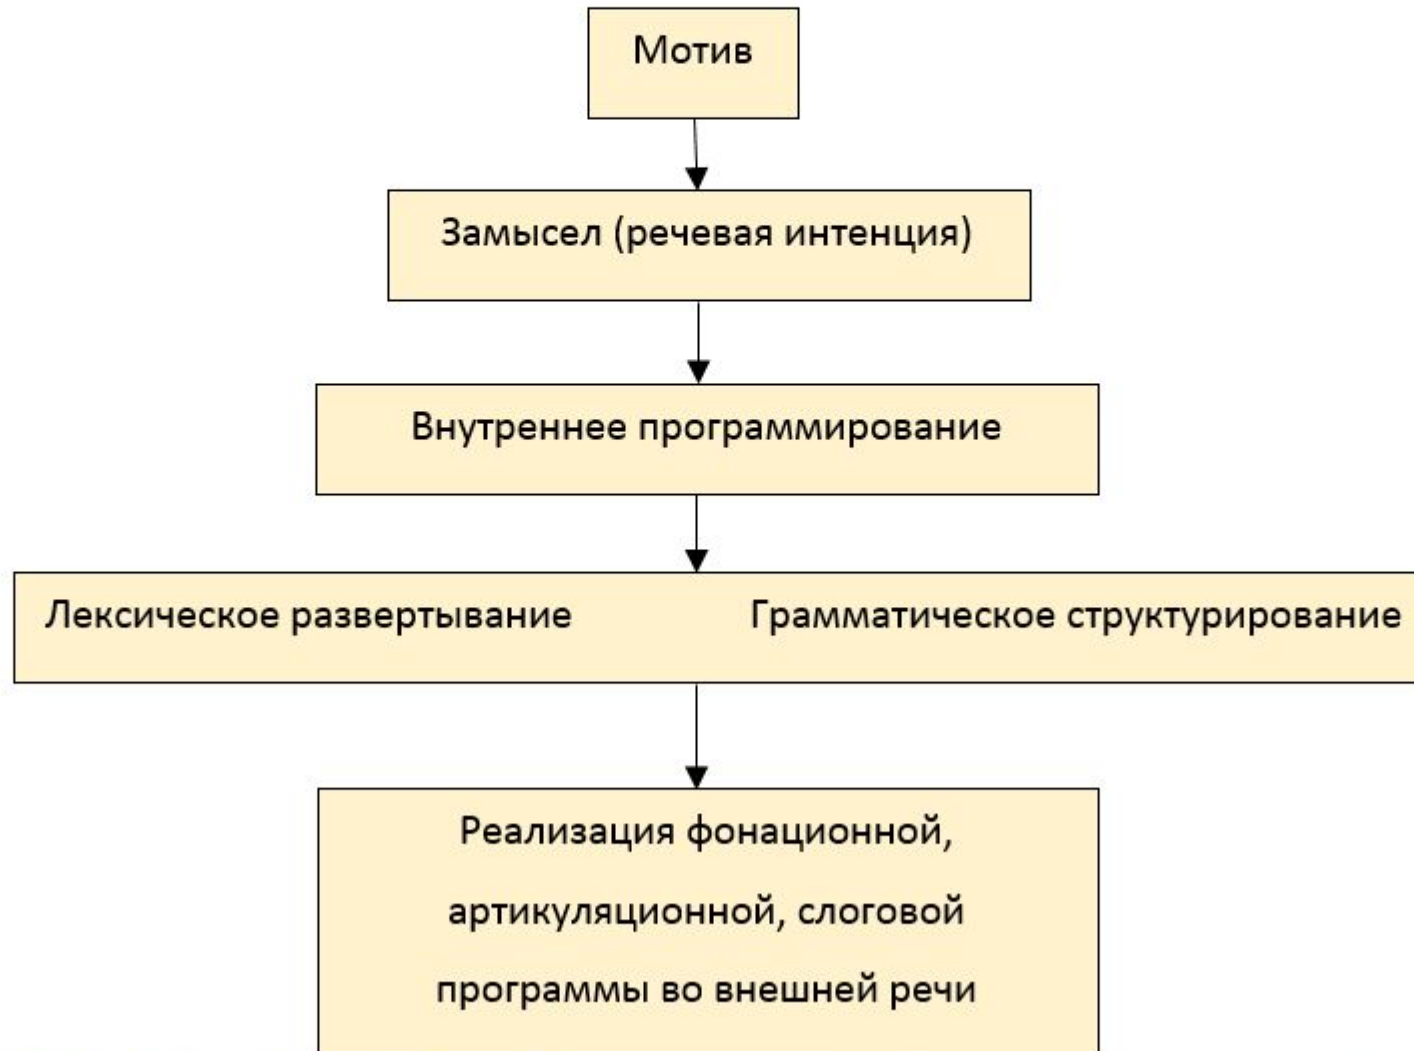 Мотив
Замысел (речевая интенция)
Внутреннее программирование
Лексическое развертывание Грамматическое структурирование
Реализация фонационной,
артикуляционной, слоговой
программы во внешней речи